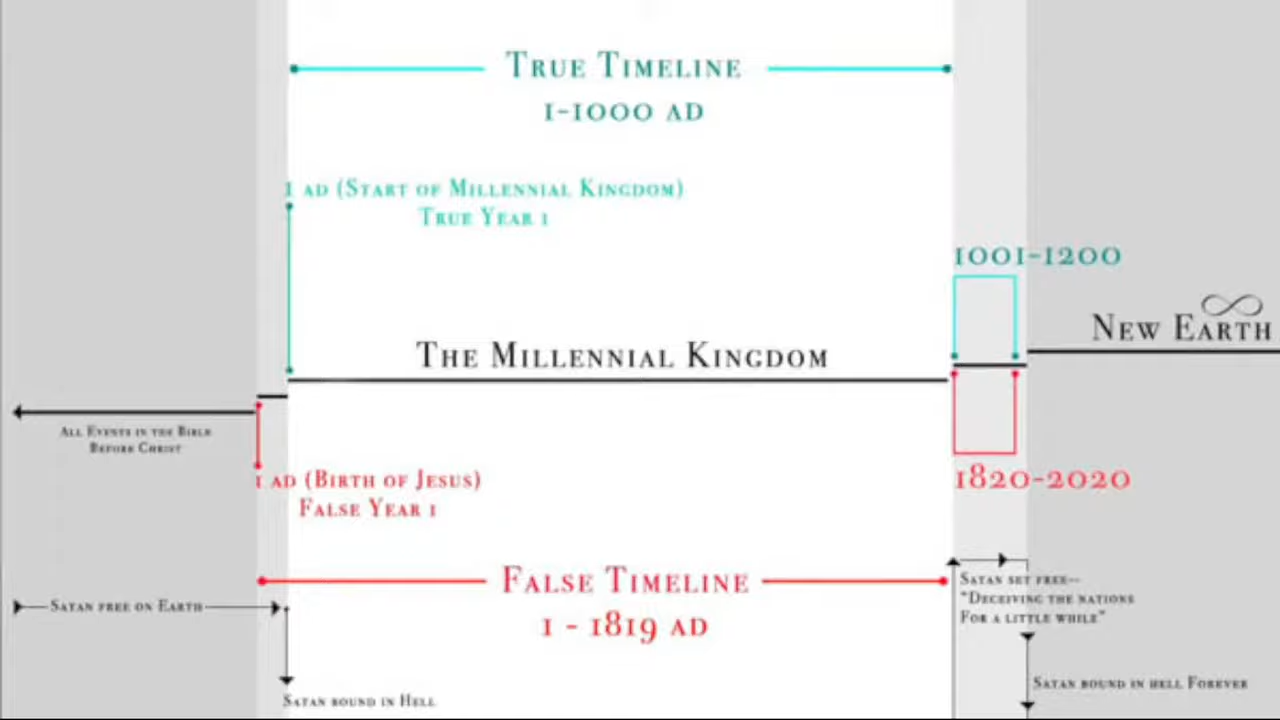 True Timeline
1-1000 AD
1 AD (Start of Millennial Kingdom)
True Year 1
1001-1200
∞
New Earth
The Millennial Kingdom
All Events in the Bible
Before Christ
1 AD (Birth of Jesus)
False Year 1
1820-2020
False Timeline
1 - 1819 AD
Satan free on Earth
Satan set free—
"Deceiving the nations
For a little while"
Satan bound in Hell
Satan bound in hell Forever